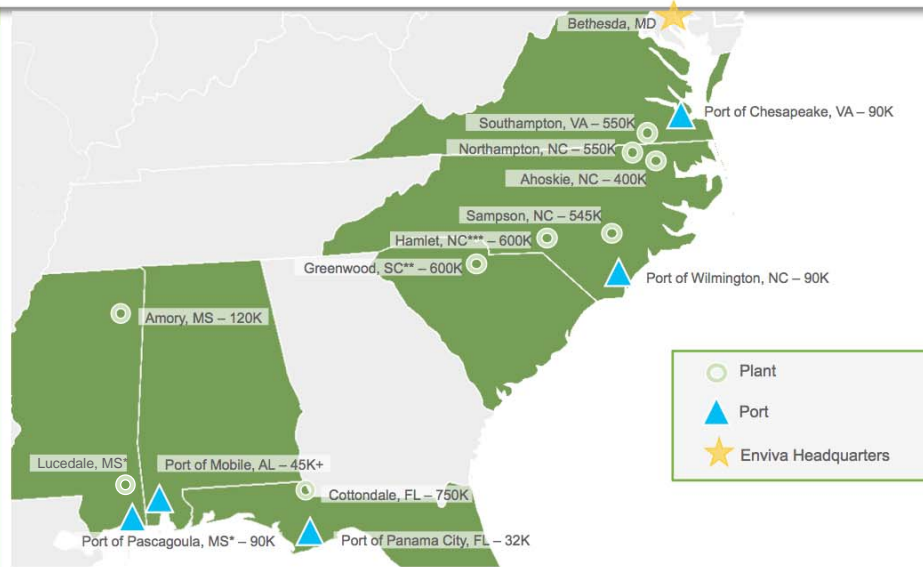 Bethesda, MD
Port of Chesapeake, VA – 90K
Southampton, VA – 550K
Northampton, NC – 550K
Ahoskie, NC – 400K
Sampson, NC – 545K
Hamlet, NC*** – 600K
Greenwood, SC** – 600K
Port of Wilmington, NC – 90K
Amory, MS – 120K
Plant
Port
Enviva Headquarters
Lucedale, MS*
Port of Mobile, AL – 45K+
Cottondale, FL – 750K
Port of Pascagoula, MS* – 90K
Port of Panama City, FL – 32K